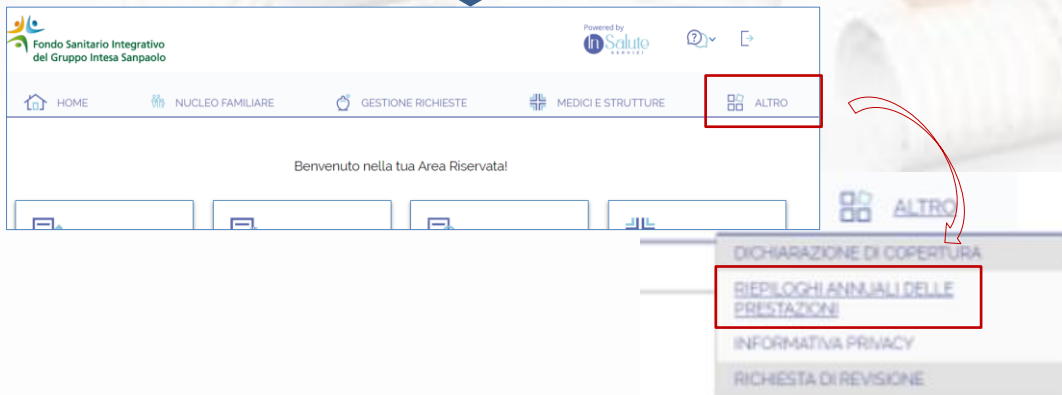 Fondo Sanitario Integrativo
del Gruppo Intesa Sanpaolo
Powered by
in Salute
SERVIZI
HOME
NUCLEO FAMILIARE
GESTIONE RICHIESTE
MEDICI E STRUTTURE
ALTRO
Benvenuto nella tua Area Riservata!
ALTRO
DICHIARAZIONE DI COPERTURA
RIEPILOGHI ANNUALI DELLE
PRESTAZIONI
INFORMATIVA PRIVACY
RICHIESTA DI REVISIONE